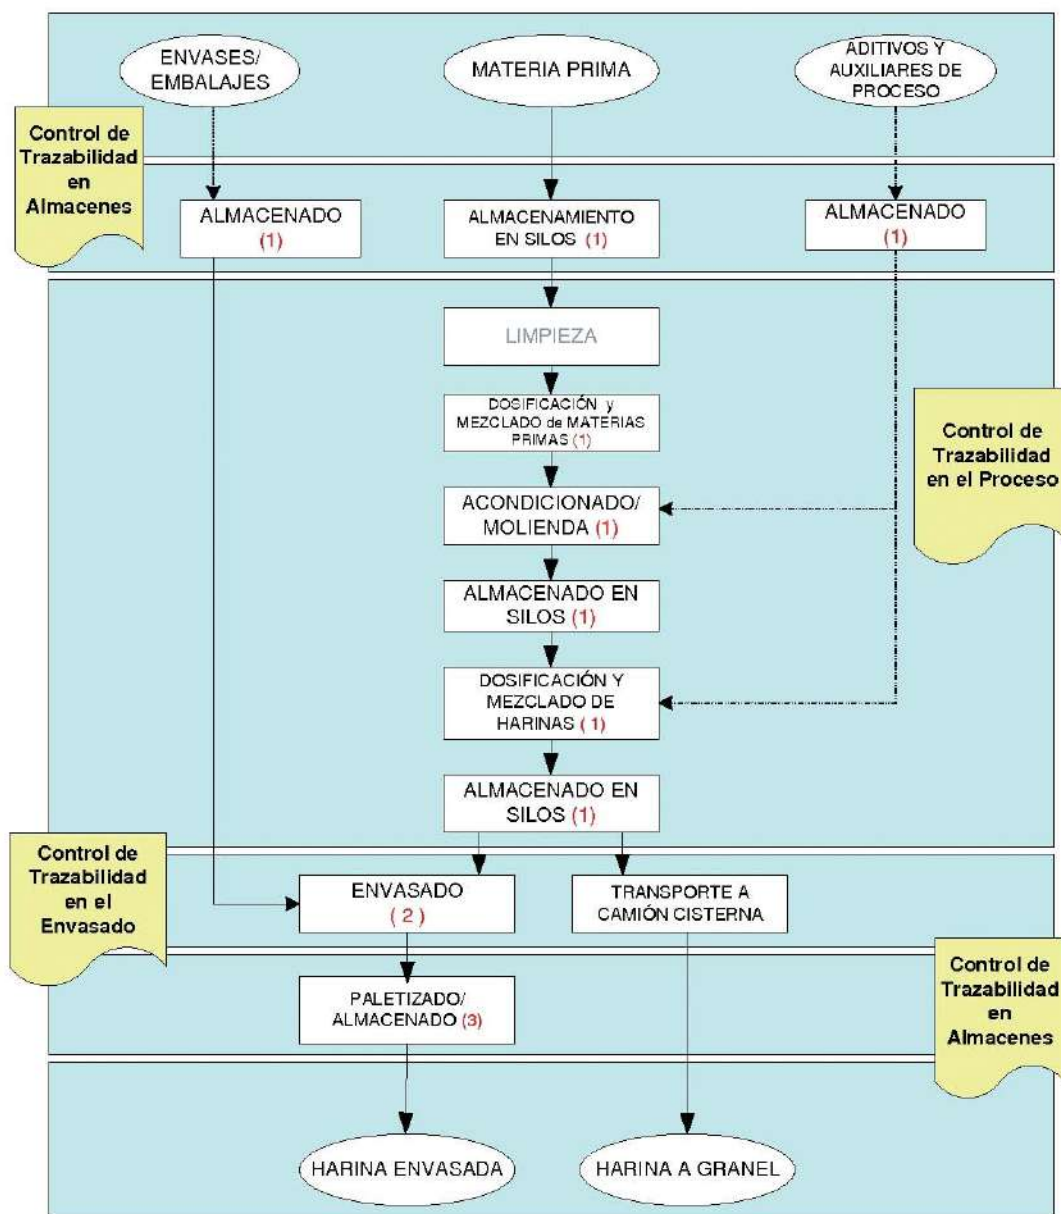 ENVASES/
EMBALAJES
MATERIA PRIMA
ADITIVOS Y
AUXILIARES DE
PROCESO
Control de
Trazabilidad
en
Almacenes
ALMACENADO
(1)
ALMACENAMIENTO
EN SILOS (1)
ALMACENADO
(1)
LIMPIEZA
DOSIFICACIÓN y
MEZCLADO de MATERIAS
PRIMAS (1)
Control de
Trazabilidad
en el Proceso
ACONDICIONADO/
MOLIENDA (1)
ALMACENADO EN
SILOS (1)
DOSIFICACIÓN Y
MEZCLADO DE
HARINAS ( 1)
ALMACENADO EN
SILOS (1)
Control de
Trazabilidad
en el
Envasado
ENVASADO
( 2 )
TRANSPORTE A
CAMIÓN CISTERNA
Control de
Trazabilidad
en
Almacenes
PALETIZADO/
ALMACENADO (3)
HARINA ENVASADA
HARINA A GRANEL